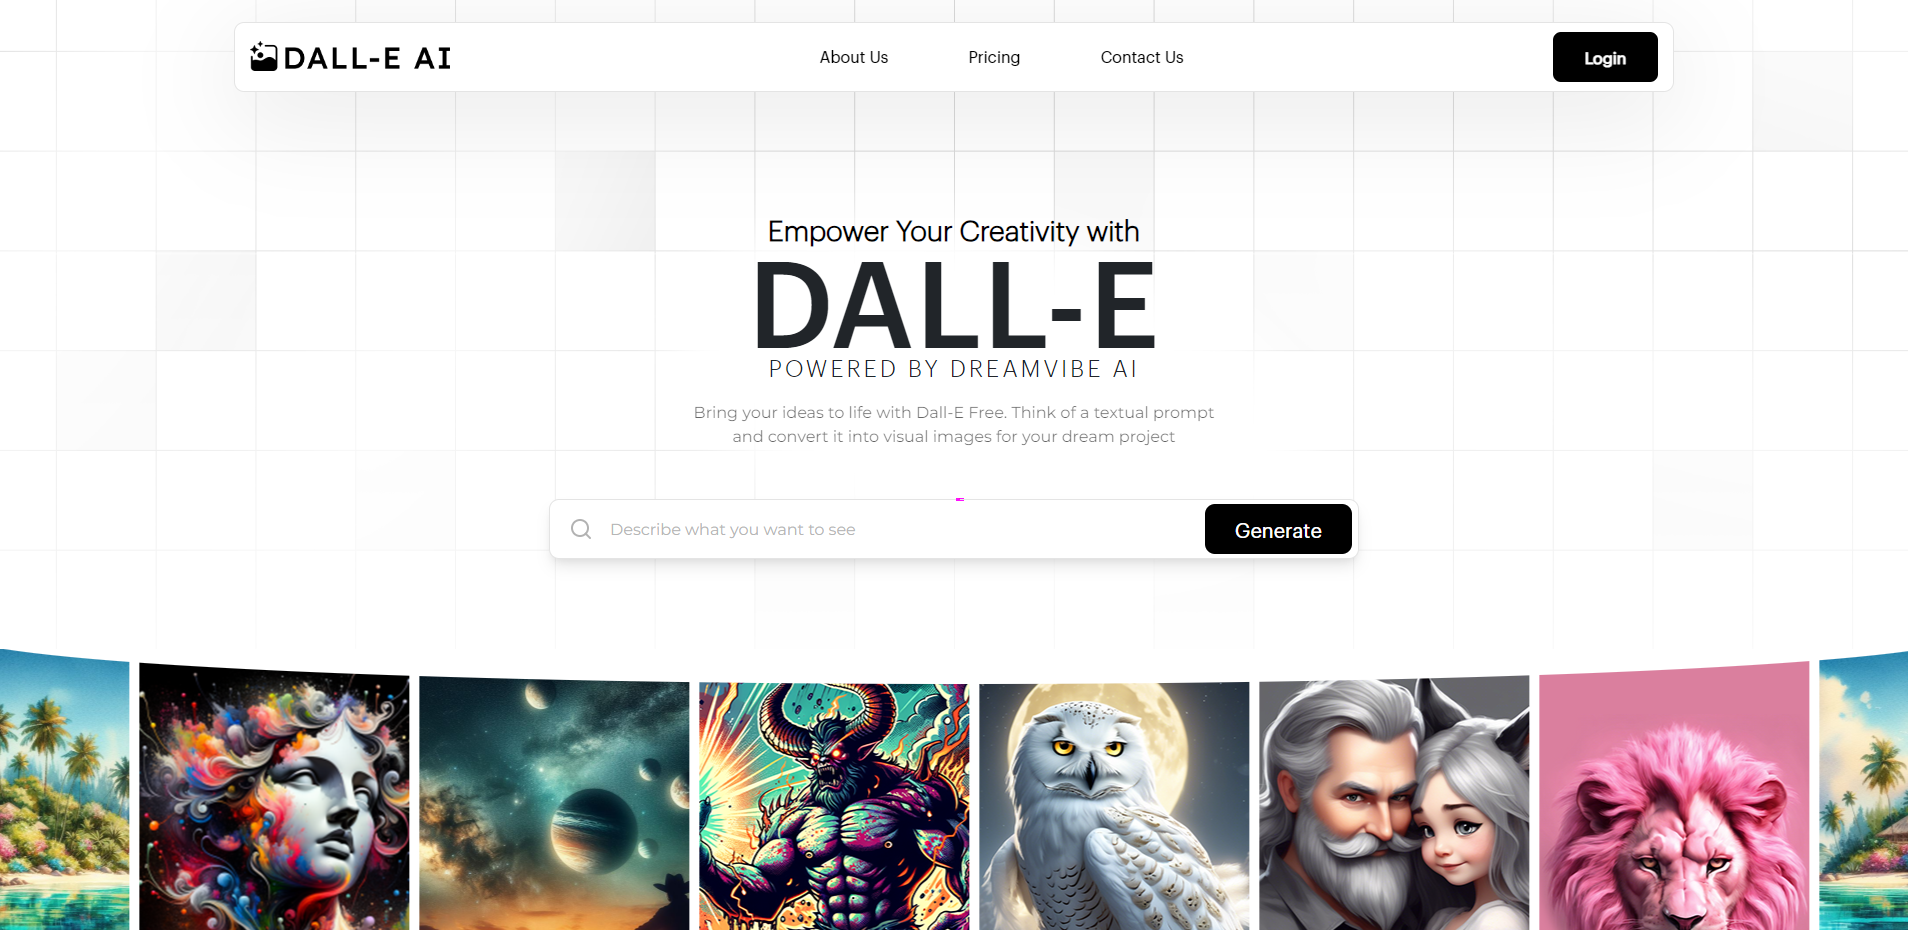 DALL-E AI
About Us
Pricing
Contact Us
Login
Empower Your Creativity with
DALL-E
POWERED BY DREAMVIBE AI
Bring your ideas to life with Dall-E Free. Think of a textual prompt
and convert it into visual images for your dream project
Describe what you want to see
Generate